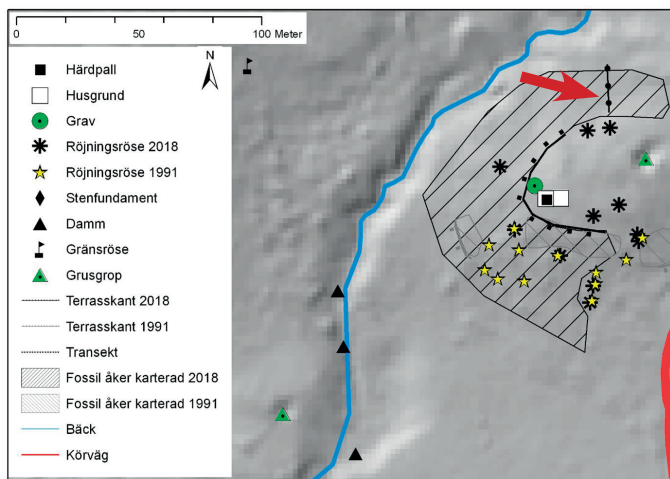 0 50 100 Meter
N
Härdpall
Husgrund
Grav
Röjningsröse 2018
Röjningsröse 1991
Stenfundament
Damm
Gränsröse
Grusgrop
Terrasskant 2018
Terrasskant 1991
Transekt
Fossil åker karterad 2018
Fossil åker karterad 1991
Bäck
Körväg